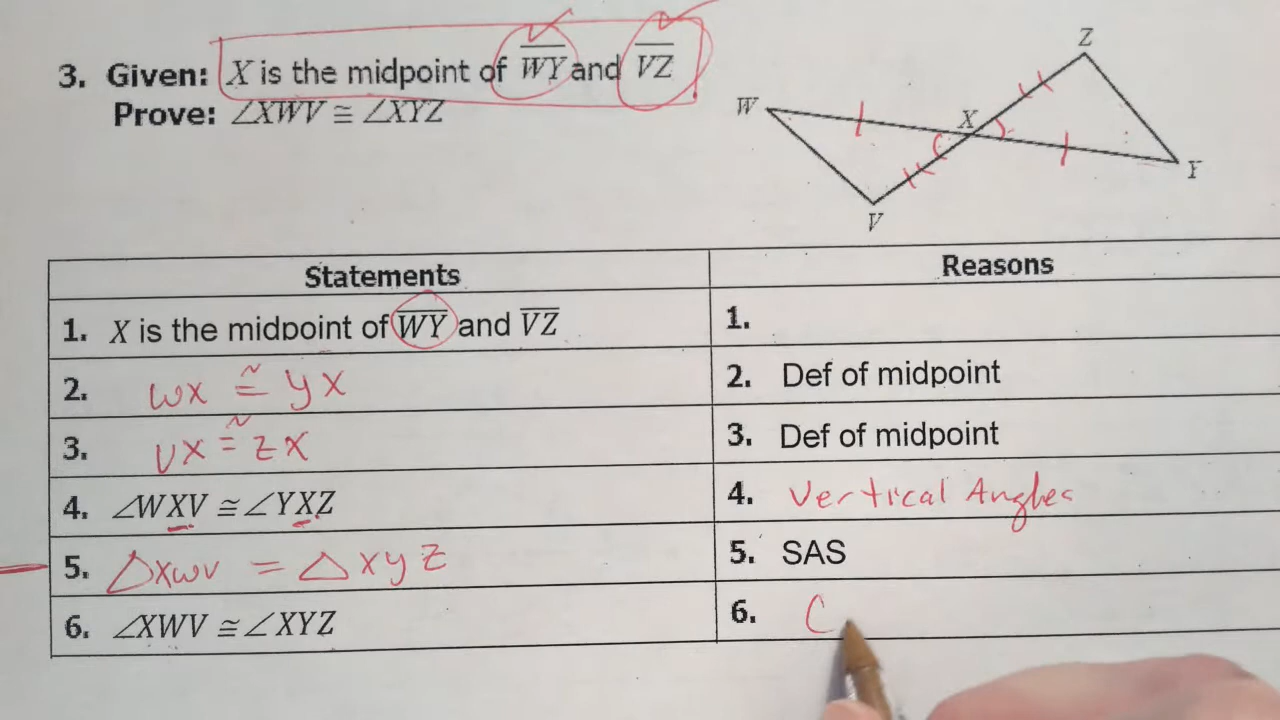 3. Given: X is the midpoint of WY and VZ
Prove: ∠XWV ≅ ∠XYZ
Z
W
X
Y
V
Statements
Reasons
1. X is the midpoint of WY and VZ
1.
2. wx ≅ yx
2. Def of midpoint
3. vx ≅ zx
3. Def of midpoint
4. ∠WXV ≅ ∠YXZ
4. Vertical Angles
5. △xwv = △xyz
5. SAS
6. ∠XWV ≅ ∠XYZ
6. C